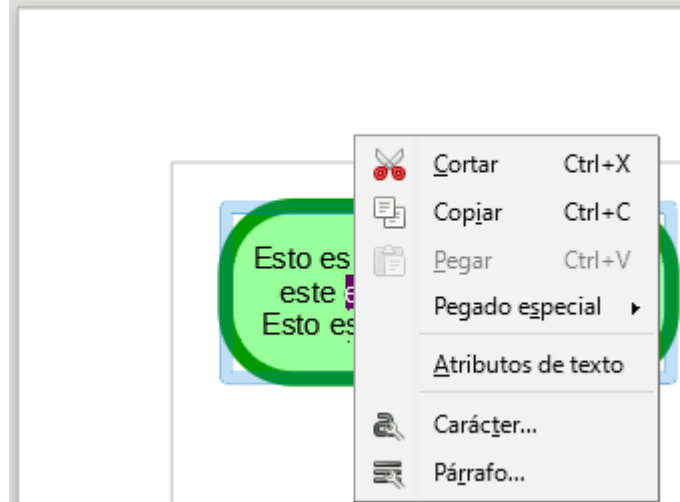 Cortar Ctrl+X
Copiar Ctrl+C
Pegar Ctrl+V
Pegado especial
Atributos de texto
Carácter...
Párrafo...
Esto es
este
Esto es